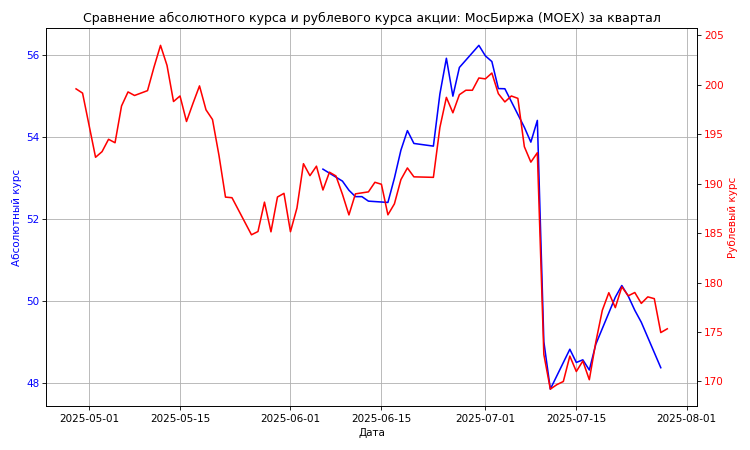 Сравнение абсолютного курса и рублевого курса акции: МосБиржа (MOEX) за квартал
Абсолютный курс
56
54
52
50
48
205
200
195
190
185
180
175
170
Рублевый курс
2025-05-01 2025-05-15 2025-06-01 2025-06-15 2025-07-01 2025-07-15 2025-08-01
Дата